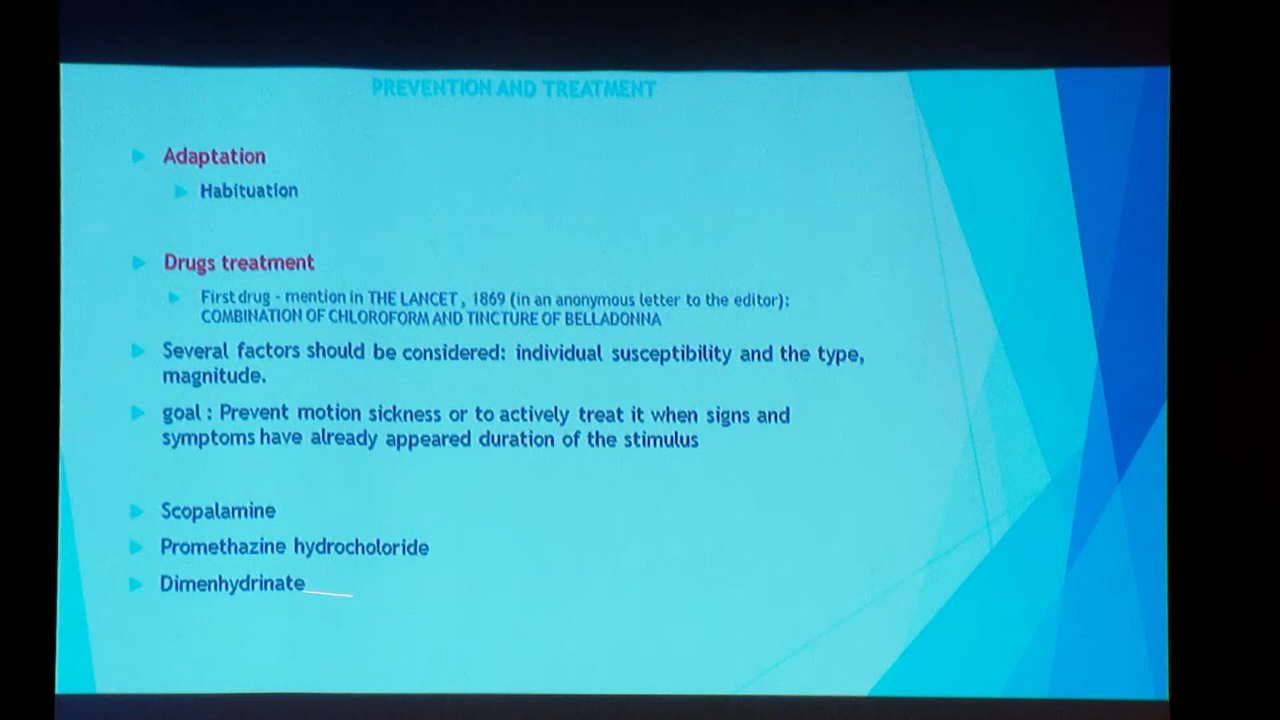 PREVENTION AND TREATMENT
Adaptation
Habituation
Drugs treatment
First drug - mention in THE LANCET , 1869 (in an anonymous letter to the editor):
COMBINATION OF CHLOROFORM AND TINCTURE OF BELLADONNA
Several factors should be considered: individual susceptibility and the type,
magnitude.
goal : Prevent motion sickness or to actively treat it when signs and
symptoms have already appeared duration of the stimulus
Scopalamine
Promethazine hydrocholoride
Dimenhydrinate